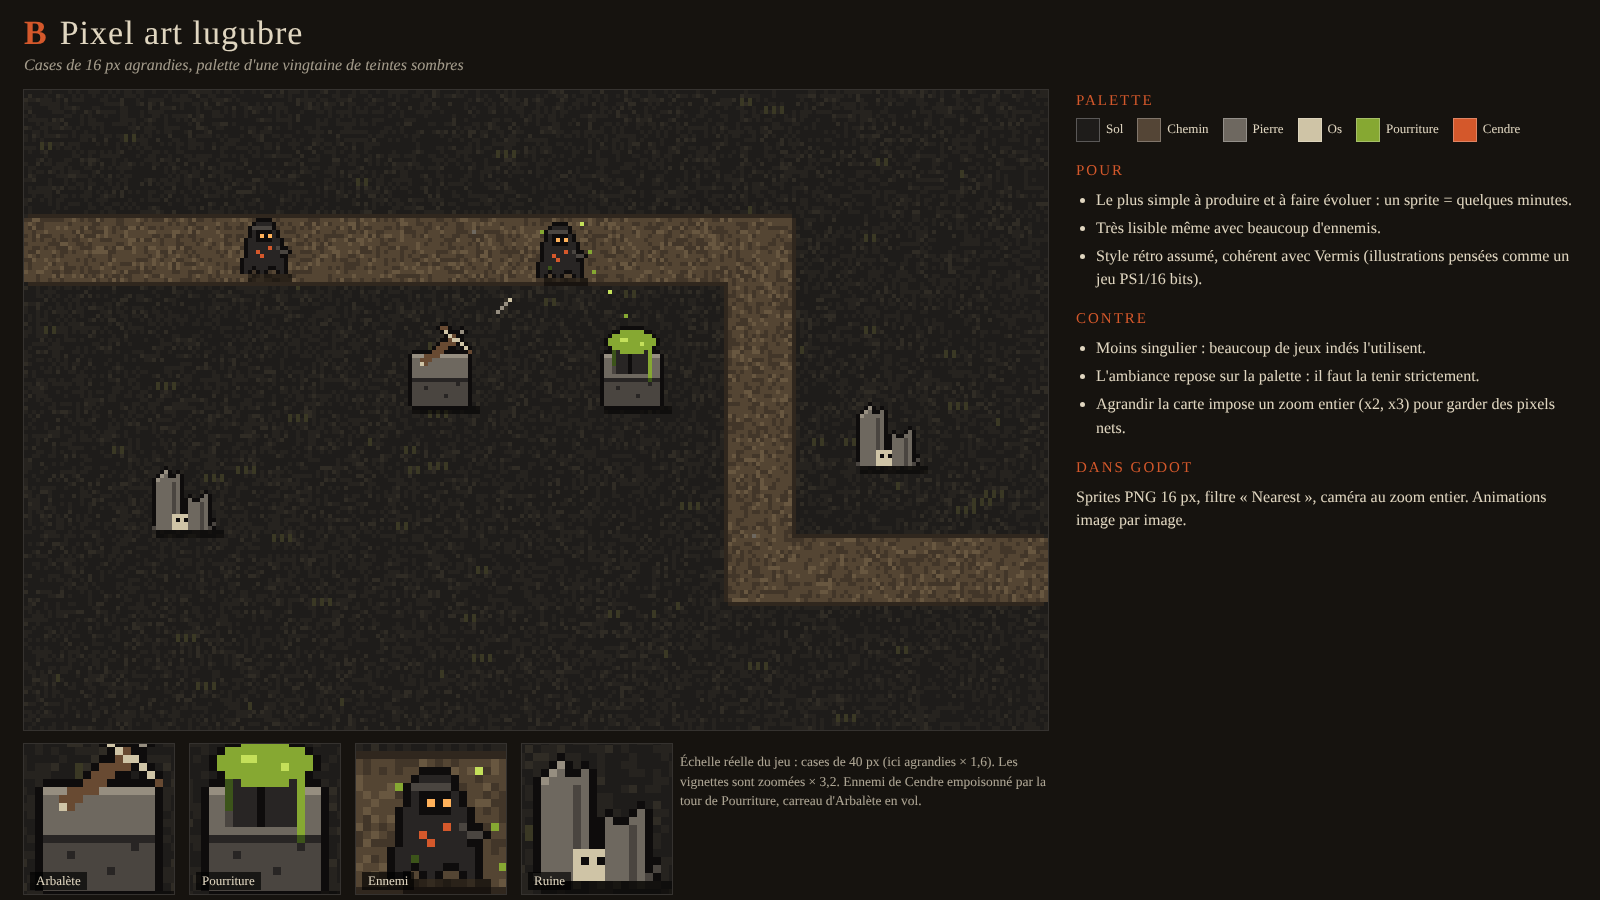 B Pixel art lugubre
Cases de 16 px agrandies, palette d'une vingtaine de teintes sombres
PALETTE
Sol Chemin Pierre Os Pourriture Cendre
POUR
Le plus simple à produire et à faire évoluer : un sprite = quelques minutes.
Très lisible même avec beaucoup d'ennemis.
Style rétro assumé, cohérent avec Vermis (illustrations pensées comme un
jeu PS1/16 bits).
CONTRE
Moins singulier : beaucoup de jeux indés l'utilisent.
L'ambiance repose sur la palette : il faut la tenir strictement.
Agrandir la carte impose un zoom entier (x2, x3) pour garder des pixels
nets.
DANS GODOT
Sprites PNG 16 px, filtre « Nearest », caméra au zoom entier. Animations
image par image.
Arbalète
Pourriture
Ennemi
Ruine
Échelle réelle du jeu : cases de 40 px (ici agrandies × 1,6). Les
vignettes sont zoomées × 3,2. Ennemi de Cendre empoisonné par la
tour de Pourriture, carreau d'Arbalète en vol.